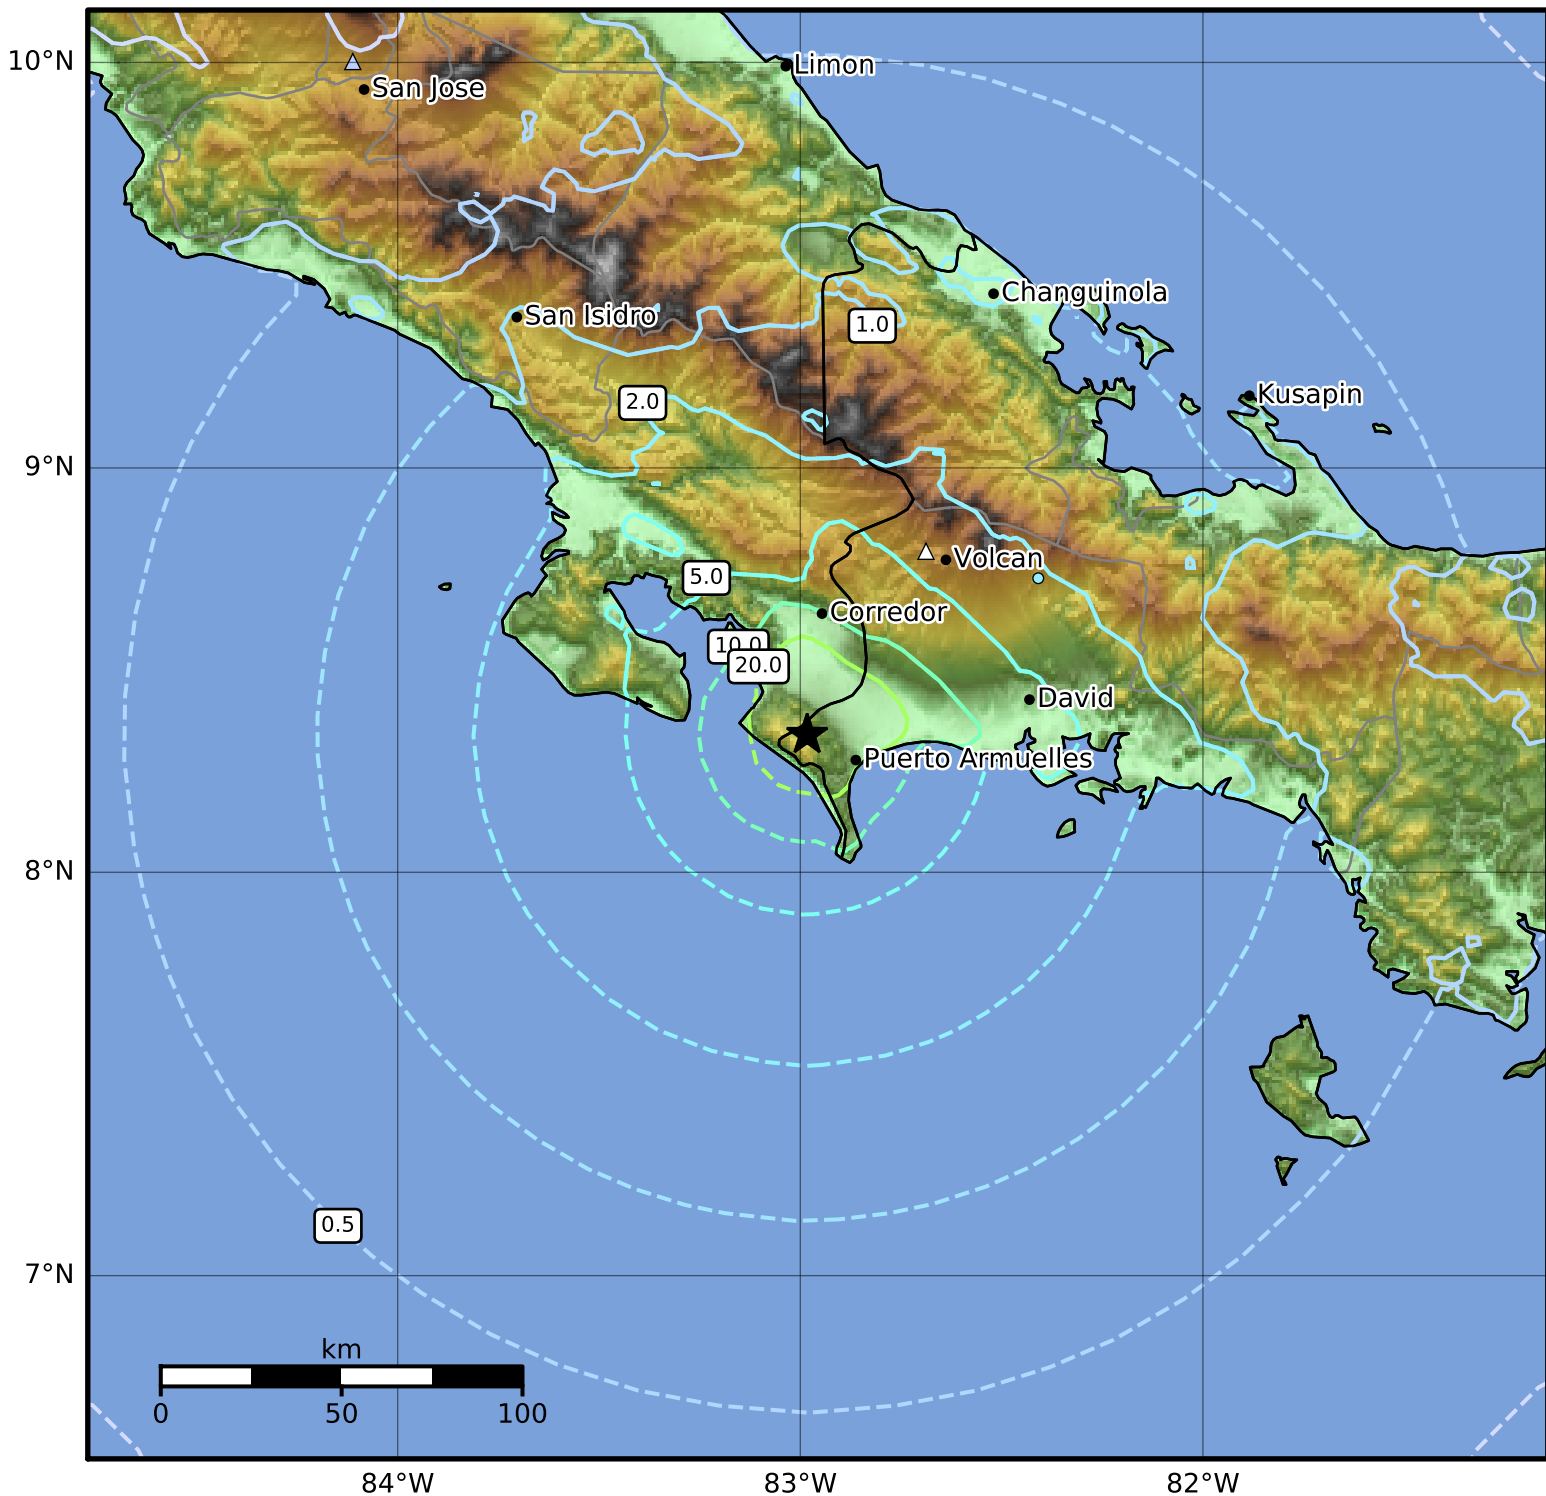 10°N
Limon
San Jose
Changuinola
San Isidro
1.0
Kusapin
2.0
9°N
Volcan
5.0
Corredor
10.0
20.0
David
Puerto Armuelles
8°N
0.5
7°N
km
0 50 100
84°W 83°W 82°W